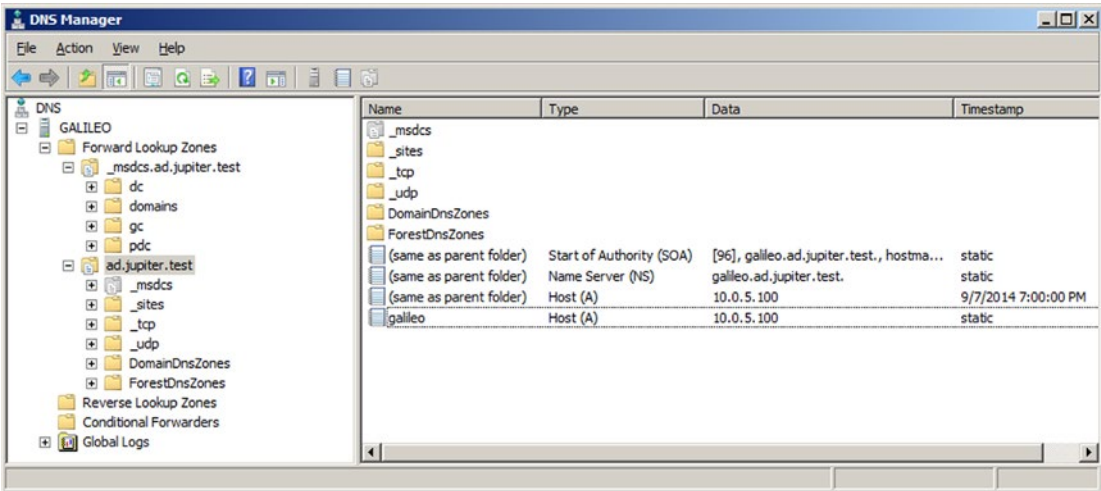 DNS Manager
File Action View Help
DNS
GALILEO
Forward Lookup Zones
_msdcs.ad.jupiter.test
dc
domains
gc
pdc
ad.jupiter.test
_msdcs
_sites
_tcp
_udp
DomainDnsZones
ForestDnsZones
Reverse Lookup Zones
Conditional Forwarders
Global Logs
Name Type Data Timestamp
_msdcs
_sites
_tcp
_udp
DomainDnsZones
ForestDnsZones
(same as parent folder) Start of Authority (SOA) [96], galileo.ad.jupiter.test., hostma... static
(same as parent folder) Name Server (NS) galileo.ad.jupiter.test. static
(same as parent folder) Host (A) 10.0.5.100 9/7/2014 7:00:00 PM
galileo Host (A) 10.0.5.100 static